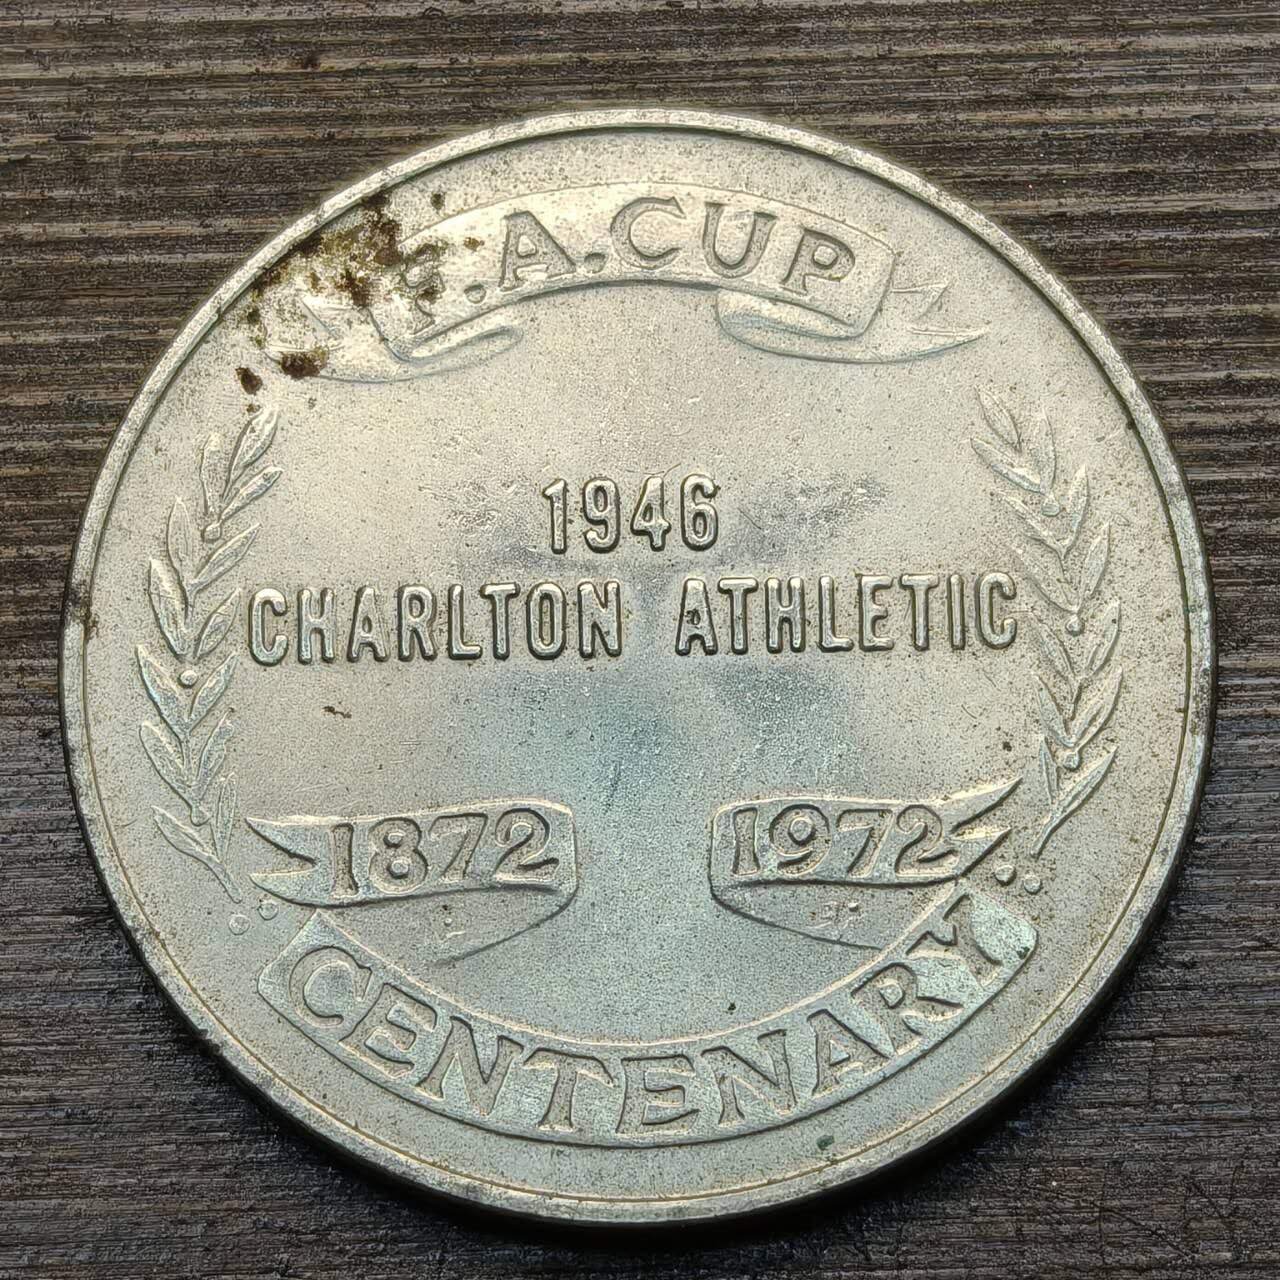 F.A.CUP
1946
CHARLTON ATHLETIC
1872 1972
CENTENARY